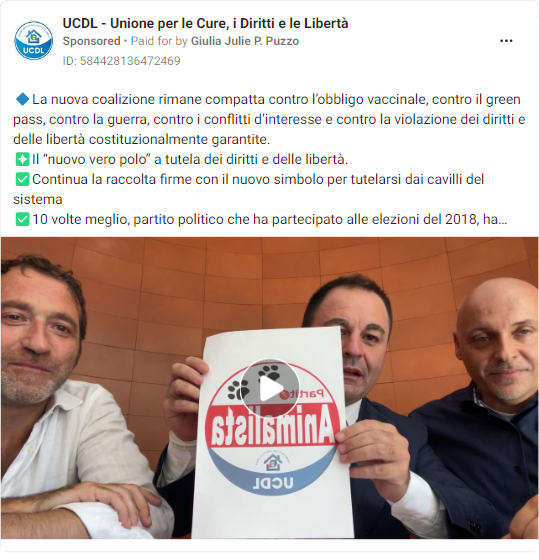 UCDL - Unione per le Cure, i Diritti e le Libertà
Sponsored • Paid for by Giulia Julie P. Puzzo
ID: 584428136472469
🔷La nuova coalizione rimane compatta contro l’obbligo vaccinale, contro il green
pass, contro la guerra, contro i conflitti d’interesse e contro la violazione dei diritti e
delle libertà costituzionalmente garantite.
❇️Il “nuovo vero polo” a tutela dei diritti e delle libertà.
✅Continua la raccolta firme con il nuovo simbolo per tutelarsi dai cavilli del
sistema
✅10 volte meglio, partito politico che ha partecipato alle elezioni del 2018, ha...
UCDL
Partito
Animalista
UCDL